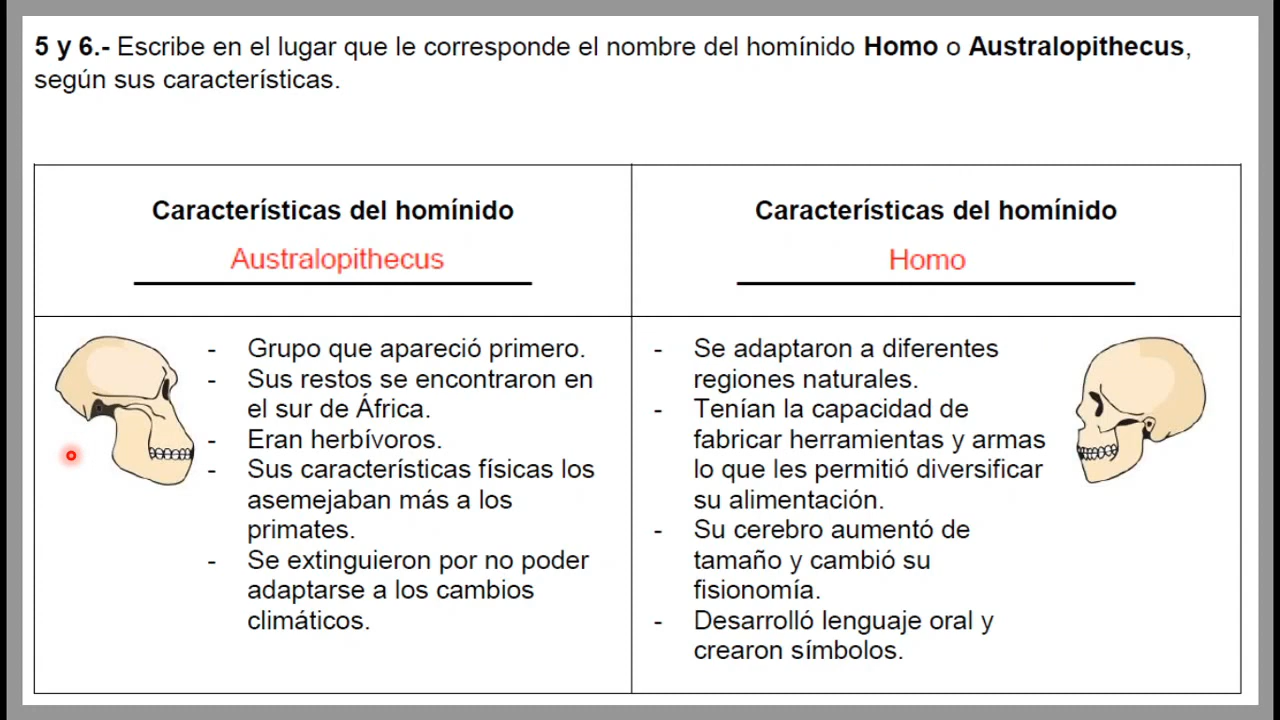 5 y 6.- Escribe en el lugar que le corresponde el nombre del homínido Homo o Australopithecus,
según sus características.
Características del homínido
Australopithecus
- Grupo que apareció primero.
- Sus restos se encontraron en
el sur de África.
- Eran herbívoros.
- Sus características físicas los
asemejaban más a los
primates.
- Se extinguieron por no poder
adaptarse a los cambios
climáticos.
Características del homínido
Homo
- Se adaptaron a diferentes
regiones naturales.
- Tenían la capacidad de
fabricar herramientas y armas
lo que les permitió diversificar
su alimentación.
- Su cerebro aumentó de
tamaño y cambió su
fisionomía.
- Desarrolló lenguaje oral y
crearon símbolos.